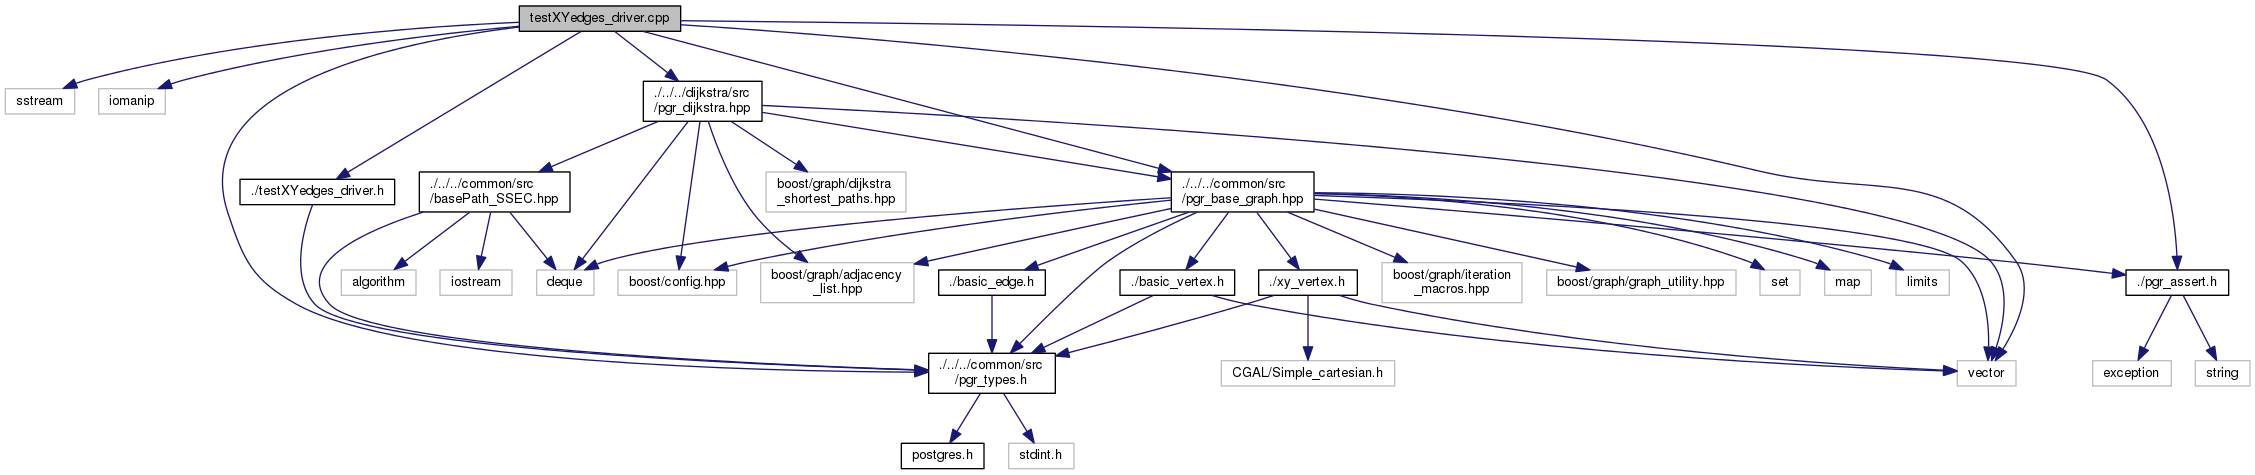 testXYedges_driver.cpp
sstream
iomanip
./../../dijkstra/src
/pgr_dijkstra.hpp
./testXYedges_driver.h
./../../common/src
/basePath_SSEC.hpp
boost/graph/dijkstra
_shortest_paths.hpp
./../../common/src
/pgr_base_graph.hpp
algorithm
iostream
deque
boost/config.hpp
boost/graph/adjacency
_list.hpp
./basic_edge.h
./basic_vertex.h
./xy_vertex.h
boost/graph/iteration
_macros.hpp
boost/graph/graph_utility.hpp
set
map
limits
./pgr_assert.h
./../../common/src
/pgr_types.h
CGAL/Simple_cartesian.h
vector
exception
string
postgres.h
stdint.h